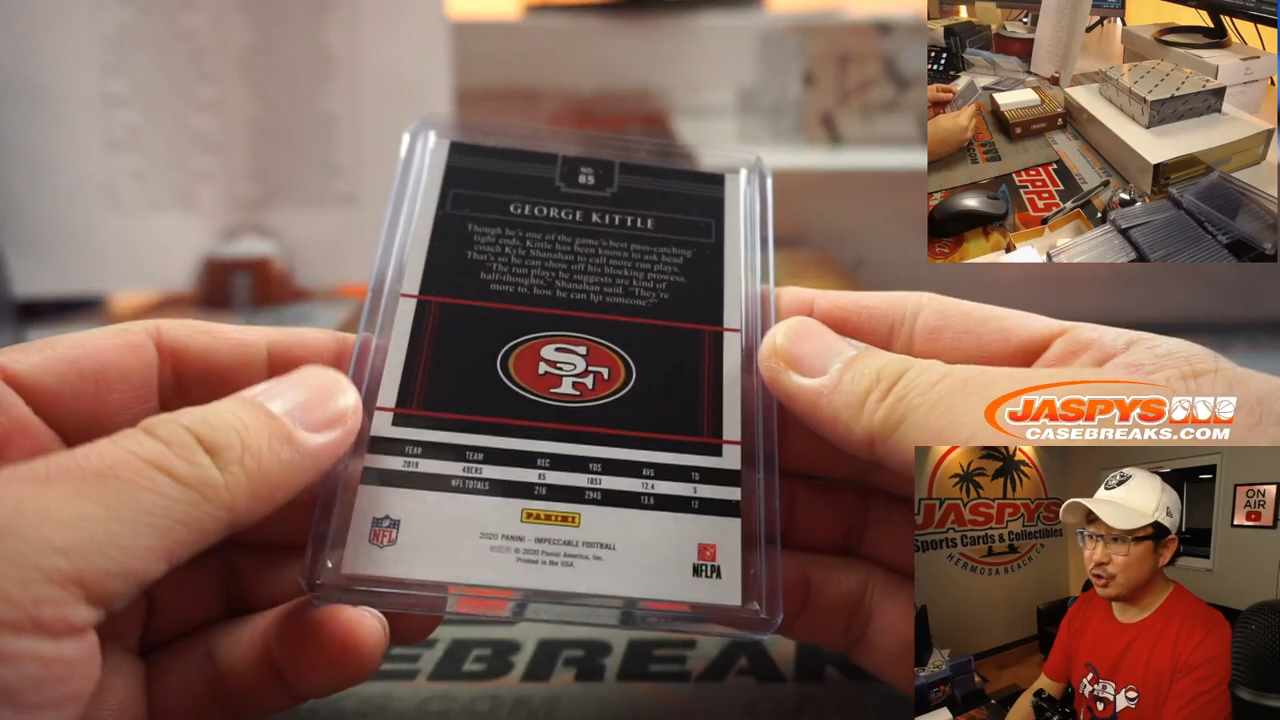 NO.
85
GEORGE KITTLE
Though he's one of the game's best pass-catching
tight ends, Kittle has been known to ask head
coach Kyle Shanahan to call more run plays.
That's so he can show off his blocking prowess.
"The run plays he suggests are kind of
half-thoughts," Shanahan said. "They're
more to, how he can hit someone?"
SF
YEAR TEAM REC YDS AVG TD
2019 49ERS 85 1053 12.4 5
NFL TOTALS 216 2945 13.6 12
PANINI
NFL
2020 PANINI - IMPECCABLE FOOTBALL
© 2020 Panini America, Inc.
Printed in the USA.
NFLPA
EBREAK
JASPYS
CASEBREAKS.COM
TOPPS
JASPYS
Sports Cards & Collectibles
HERMOSA BEACH, CA
ON
AIR